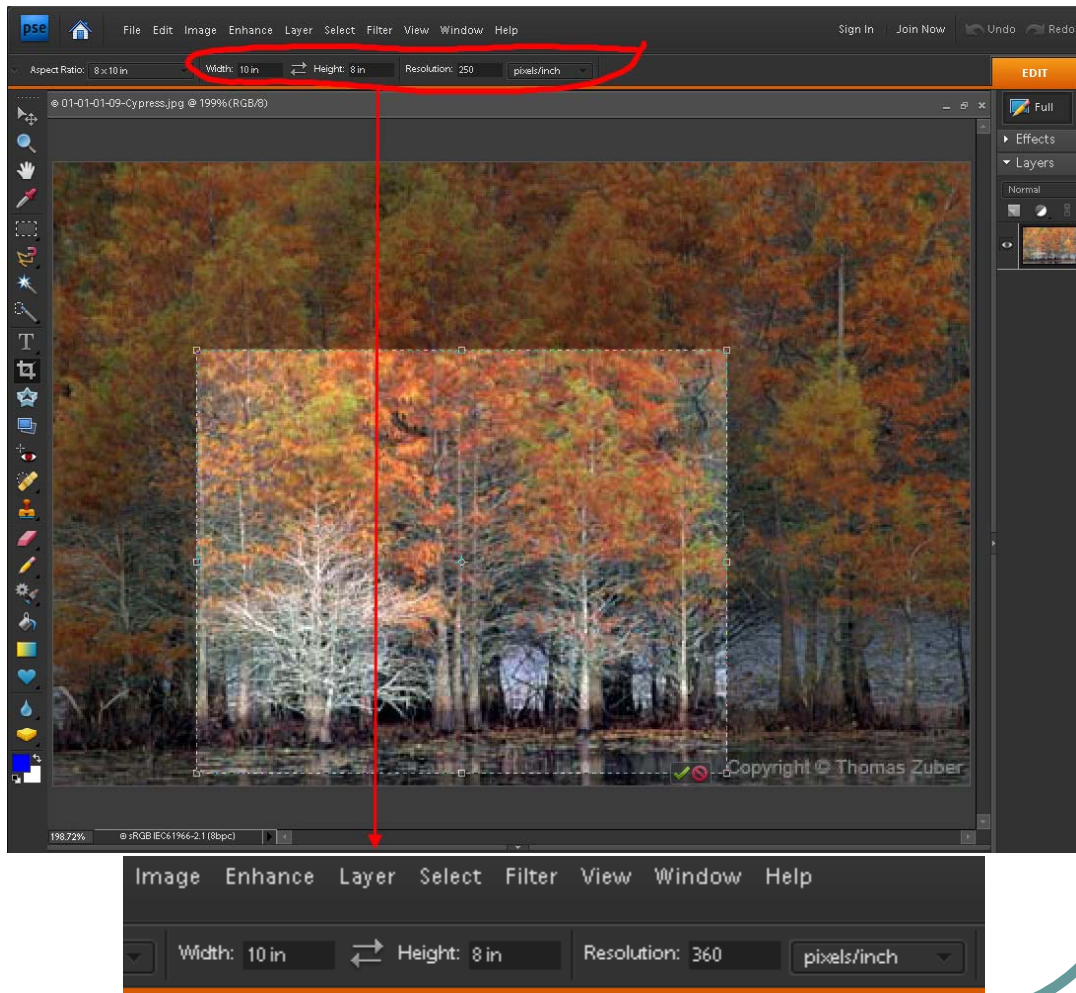 pse File Edit Image Enhance Layer Select Filter View Window Help Sign In Join Now Undo Redo
Aspect Ratio: 8 x 10 in Width: 10 in Height: 8 in Resolution: 250 pixels/inch EDIT
01-01-01-09-Cypress.jpg @ 199% (RGB/8)
Full
Effects
Layers
Normal
T
Copyright © Thomas Zuber
198.72% sRGB IEC61966-2.1 (8bpc)
Image Enhance Layer Select Filter View Window Help
Width: 10 in Height: 8 in Resolution: 360 pixels/inch